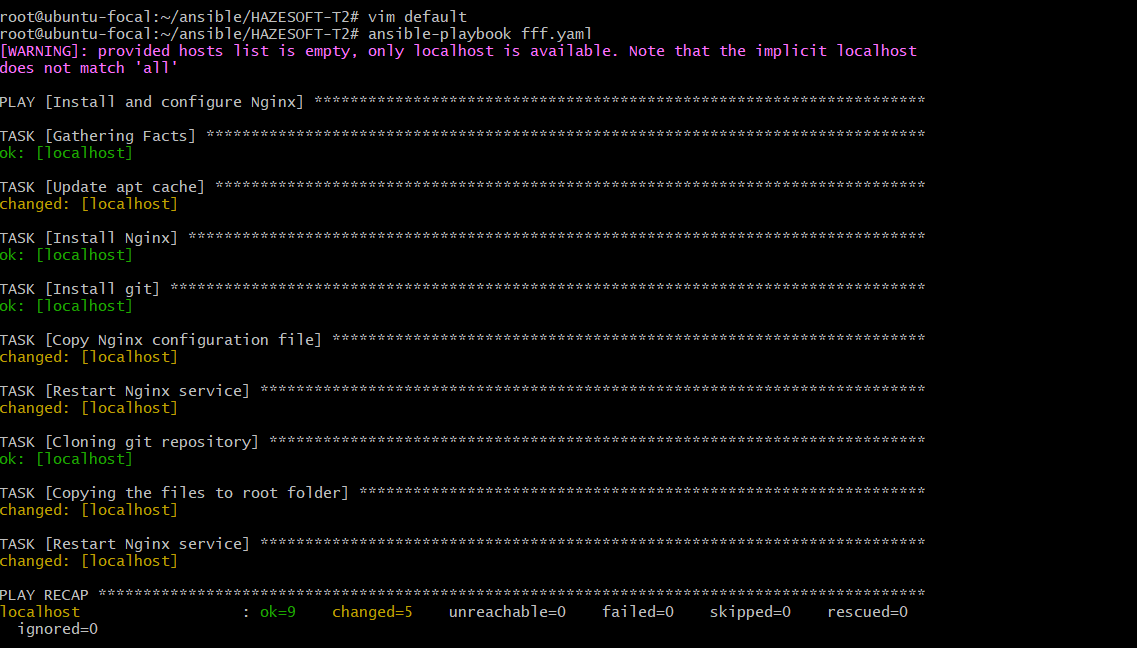 root@ubuntu-focal:~/ansible/HAZESOFT-T2# vim default
root@ubuntu-focal:~/ansible/HAZESOFT-T2# ansible-playbook fff.yaml
[WARNING]: provided hosts list is empty, only localhost is available. Note that the implicit localhost
does not match 'all'
PLAY [Install and configure Nginx] ********************************************************************
TASK [Gathering Facts] ********************************************************************************
ok: [localhost]
TASK [Update apt cache] *******************************************************************************
changed: [localhost]
TASK [Install Nginx] **********************************************************************************
ok: [localhost]
TASK [Install git] ************************************************************************************
ok: [localhost]
TASK [Copy Nginx configuration file] ******************************************************************
changed: [localhost]
TASK [Restart Nginx service] **************************************************************************
changed: [localhost]
TASK [Cloning git repository] *************************************************************************
ok: [localhost]
TASK [Copying the files to root folder] ***************************************************************
changed: [localhost]
TASK [Restart Nginx service] **************************************************************************
changed: [localhost]
PLAY RECAP ********************************************************************************************
localhost                  : ok=9    changed=5    unreachable=0    failed=0    skipped=0    rescued=0
  ignored=0